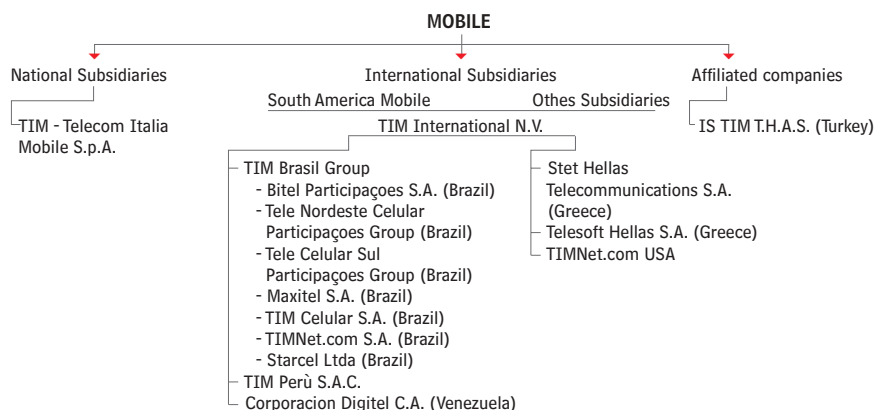 MOBILE
National Subsidiaries
International Subsidiaries
Affiliated companies
South America Mobile
Othes Subsidiaries
TIM - Telecom Italia
Mobile S.p.A.
TIM International N.V.
IS TIM T.H.A.S. (Turkey)
TIM Brasil Group
- Bitel Participaçoes S.A. (Brazil)
- Tele Nordeste Celular
Participaçoes Group (Brazil)
- Tele Celular Sul
Participaçoes Group (Brazil)
- Maxitel S.A. (Brazil)
- TIM Celular S.A. (Brazil)
- TIMNet.com S.A. (Brazil)
- Starcel Ltda (Brazil)
TIM Perù S.A.C.
Corporacion Digitel C.A. (Venezuela)
Stet Hellas
Telecommunications S.A.
(Greece)
Telesoft Hellas S.A. (Greece)
TIMNet.com USA